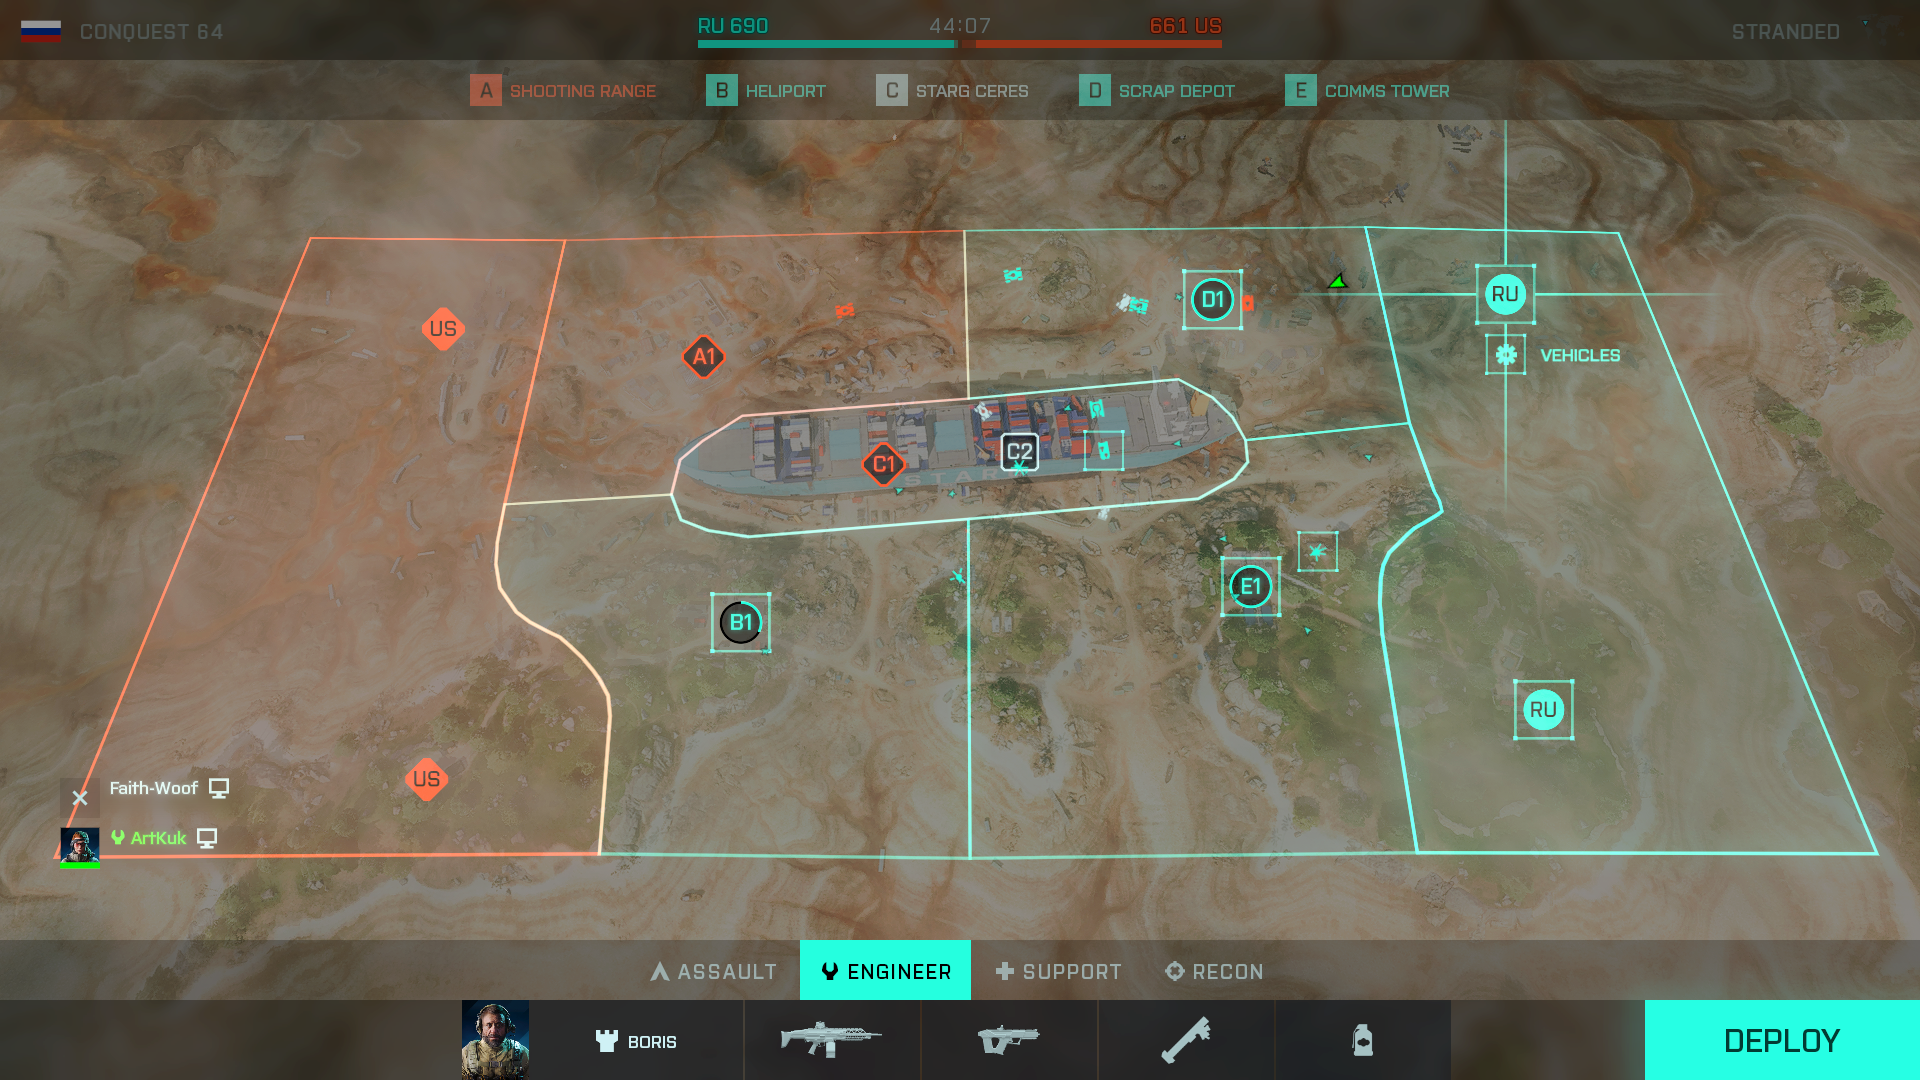 CONQUEST 64
RU 690
44:07
661 US
STRANDED
A SHOOTING RANGE
B HELIPORT
C STARG CERES
D SCRAP DEPOT
E COMMS TOWER
US
A1
D1
RU
VEHICLES
C1
C2
STAR
B1
E1
RU
US
Faith-Woof
ArtKuk
ASSAULT
ENGINEER
SUPPORT
RECON
BORIS
DEPLOY